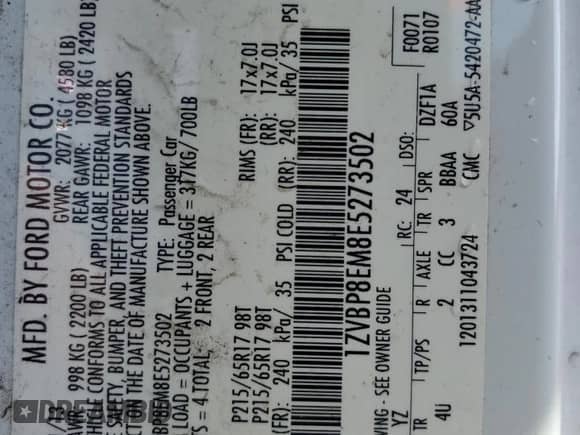 MFD. BY FORD MOTOR CO.
GVWR: 2077 KG ( 4580 LB)
998 KG ( 2200 LB) REAR GAWR: 1098 KG ( 2420 LB)
CONFORMS TO ALL APPLICABLE FEDERAL MOTOR
SAFETY, BUMPER, AND THEFT PREVENTION STANDARDS
ON THE DATE OF MANUFACTURE SHOWN ABOVE.
TYPE: Passenger Car
LOAD = OCCUPANTS + LUGGAGE = 317KG/700LB
= 4 TOTAL, 2 FRONT, 2 REAR
P215/65R17 98T RIMS (FR): 17x7.0J
P215/65R17 98T (RR): 17x7.0J
(FR): 240 kPa/ 35 PSI COLD (RR): 240 kPa/ 35 PSI
1ZVBP8EM8E5273502
- SEE OWNER GUIDE
F0071
R0107
YZ RC: 24 DSO:
TR TP/PS R AXLE TR SPR DZF1A
4U 2 CC 3 BBAA 60A
1201311043724 CMC ▽5U5A-5420472-AA